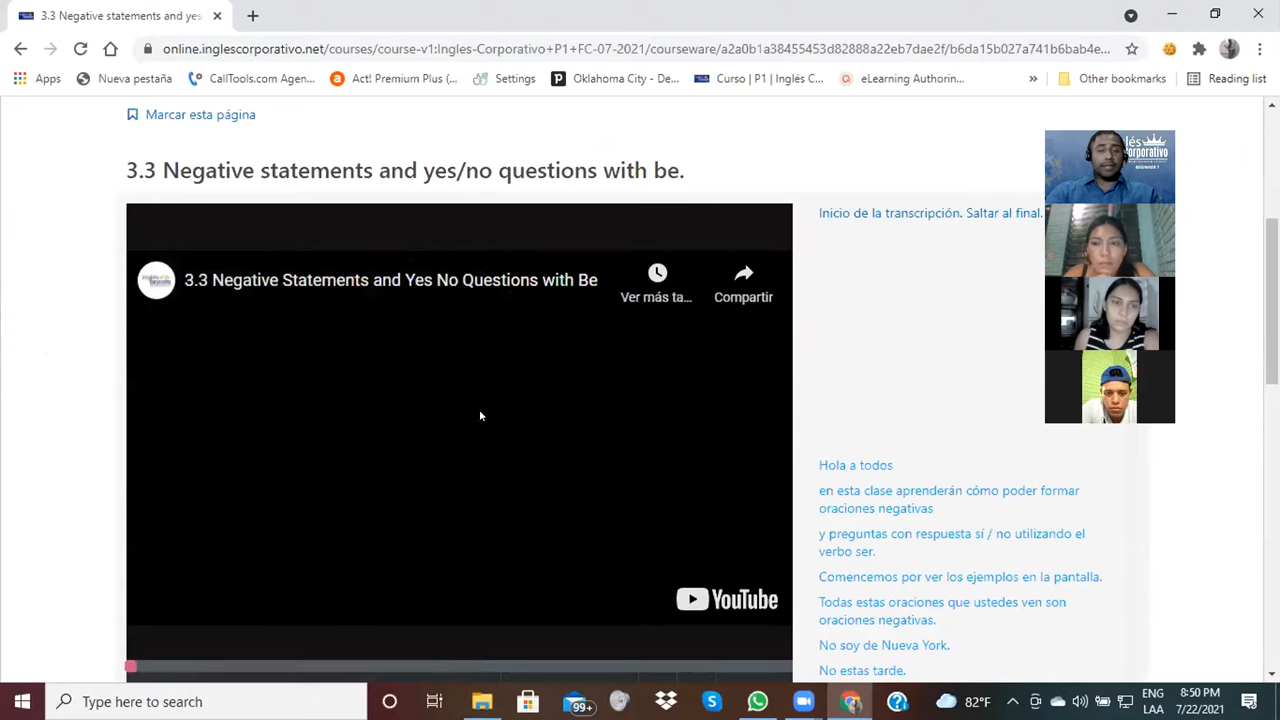 3.3 Negative statements and yes
online.inglescorporativo.net/courses/course-v1:Ingles-Corporativo+P1+FC-07-2021/courseware/a2a0b1a38455453d82888a22eb7dae2f/b6da15b027a741b6bab4e...
Apps
Nueva pestaña
CallTools.com Agen...
Act! Premium Plus (...
Settings
Oklahoma City - De...
Curso | P1 | Inglés C...
eLearning Authorin...
»
Other bookmarks
Reading list
Marcar esta página
3.3 Negative statements and yes/no questions with be.
3.3 Negative Statements and Yes No Questions with Be
Ver más ta...
Compartir
YouTube
Inicio de la transcripción. Saltar al final.
Hola a todos
en esta clase aprenderán cómo poder formar
oraciones negativas
y preguntas con respuesta sí / no utilizando el
verbo ser.
Comencemos por ver los ejemplos en la pantalla.
Todas estas oraciones que ustedes ven son
oraciones negativas.
No soy de Nueva York.
No estas tarde.
lés
corporativo
BEGINNER 1
Type here to search
99+
82°F
ENG
LAA
8:50 PM
7/22/2021